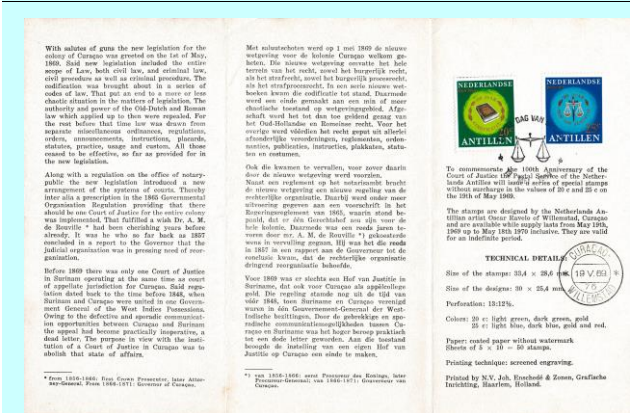 With salutes of guns the new legislation for the
colony of Curaçao was greeted on the 1st of May,
1869. Said new legislation included the entire
scope of Law, both civil law, and criminal law,
civil procedure as well as criminal procedure. The
codification was brought about in a series of
codes of law. That put an end to a more or less
chaotic situation in the matters of legislation. The
authority and power of the Old-Dutch and Roman
law which applied up to then were repealed. For
the rest before that time law was drawn from
separate miscellaneous ordinances, regulations,
orders, announcements, instructions, placards,
statutes, practice, usage and custom. All those
ceased to be effective, so far as provided for in
the new legislation.
Along with a regulation on the office of notary-
public the new legislation introduced a new
arrangement of the systems of courts. Thereby
inter alia a prescription in the 1865 Governmental
Organisation Regulation providing that there
should be one Court of Justice for the entire colony
was implemented. That fulfilled a wish Dr. A. M.
de Rouville * had been cherishing years before
already. It was he who so far back as 1857
concluded in a report to the Governor that the
judicial organisation was in pressing need of reor-
ganisation.
Before 1869 there was only one Court of Justice
in Surinam operating at the same time as court
of appellate jurisdiction for Curaçao. Said regu-
lation dated back to the time before 1848, when
Surinam and Curaçao were united in one Govern-
ment General of the West Indies Possessions.
Owing to the defective and sporadic communicat-
ion opportunities between Curaçao and Surinam
the appeal had become practically inoperative, a
dead letter. The purpose in view with the insti-
tution of a Court of Justice in Curaçao was to
abolish that state of affairs.
* from 1856-1866: first Crown Prosecutor, later Attor-
ney-General. From 1866-1871: Governor of Curaçao.
Met saluutschoten werd op 1 mei 1869 de nieuwe
wetgeving voor de kolonie Curaçao welkom ge-
heten. Die nieuwe wetgeving omvatte het hele
terrein van het recht, zowel het burgerlijk recht,
als het strafrecht, zowel het burgerlijk procesrecht,
als het strafprocesrecht. In een serie nieuwe wet-
boeken kwam die codificatie tot stand. Daarmede
werd een einde gemaakt aan een min of meer
chaotische toestand op wetgevingsgebied. Afge-
schaft werd het tot dan toe geldend gezag van
het Oud-Hollandse en Romeinse recht. Voor het
overige werd vóórdien het recht geput uit allerlei
afzonderlijke verordeningen, reglementen, ordon-
nanties, publicaties, instructies, plakkaten, statu-
ten en costumen.
Ook die kwamen te vervallen, voor zover daarin
door de nieuwe wetgeving werd voorzien.
Naast een reglement op het notarisambt bracht
de nieuwe wetgeving een nieuwe regeling van de
rechterlijke organisatie. Daarbij werd onder meer
uitvoering gegeven aan een voorschrift in het
Regeringsreglement van 1865, waarin stond be-
paald, dat er één Gerechtshof zou zijn voor de
hele kolonie. Daarmede was een reeds jaren te-
voren door mr. A. M. de Rouville *) gekoesterde
wens in vervulling gegaan. Hij was het die reeds
in 1857 in een rapport aan de Gouverneur tot de
conclusie kwam, dat de rechterlijke organisatie
dringend reorganisatie behoefde.
Voor 1869 was er slechts een Hof van Justitie in
Suriname, dat ook voor Curaçao als appèlcollege
gold. Die regeling stamde nog uit de tijd van
vóór 1848, toen Suriname en Curaçao verenigd
waren in één Gouvernement-Generaal der West-
Indische bezittingen. Door de gebrekkige en spo-
radische communicatiemogelijkheden tussen Cu-
raçao en Suriname was het hoger beroep praktisch
tot een dode letter geworden. Aan die toestand
beoogde de instelling van een eigen Hof van
Justitie op Curaçao een einde te maken.
*) van 1856-1866: eerst Procureur des Konings, later
Procureur-Generaal; van 1866-1871: Gouverneur van
Curaçao.
NEDERLANDSE
ANTILLEN
NEDERLANDSE
ANTILLEN
DAG VAN
To commemorate the 100th Anniversary of the
Court of Justice the Postal Service of the Nether-
lands Antilles will issue a series of special stamps
without surcharge in the values of 20 c and 25 c on
the 19th of May 1969.
The stamps are designed by the Netherlands An-
tillian artist Oscar Ravelo of Willemstad, Curaçao
and are available while supply lasts from May 19th,
1969 up to May 18th 1970 inclusive. They are valid
for an indefinite period.
TECHNICAL DETAILS
Size of the stamps: 33,4 × 28,6 mm.
Size of the designs: 30 × 25,4 mm.
Perforation: 13:12½.
Colors: 20 c: light green, dark green, gold
25 c: light blue, dark blue, gold and red.
Paper: coated paper without watermark
Sheets of 5 × 10 = 50 stamps.
Printing technique: screened engraving.
Printed by N.V. Joh. Enschedé & Zonen, Grafische
Inrichting, Haarlem, Holland.
CURAÇAO
19 V.69
WILLEMSTAD